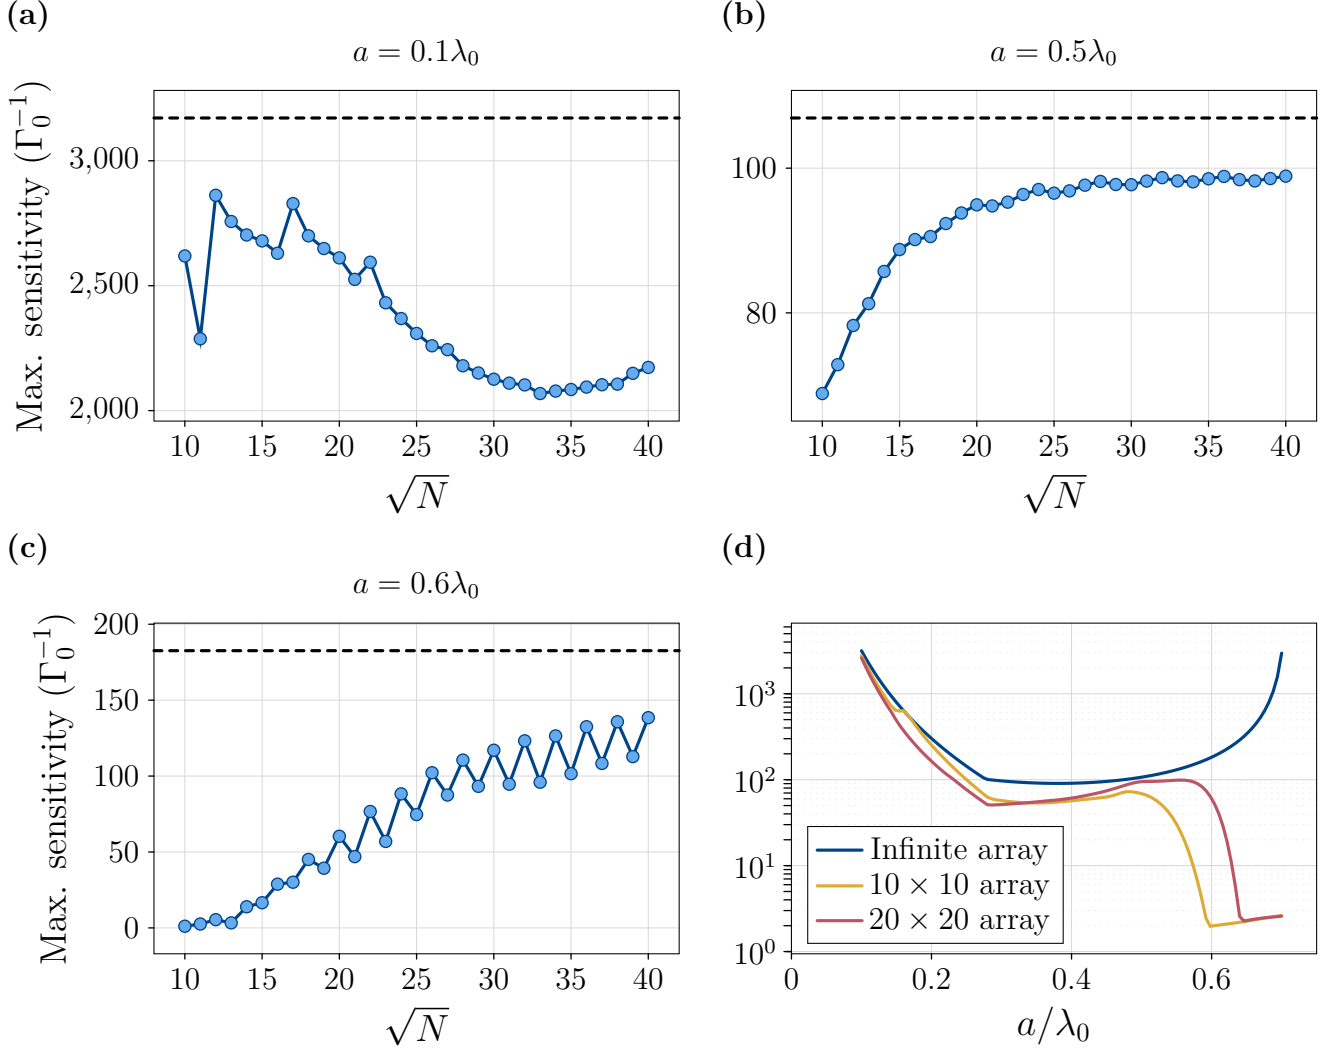 (a)
a = 0.1λ₀
Max. sensitivity (Γ₀⁻¹)
3,000
2,500
2,000
10 15 20 25 30 35 40
√N
(b)
a = 0.5λ₀
100
80
10 15 20 25 30 35 40
√N
(c)
a = 0.6λ₀
Max. sensitivity (Γ₀⁻¹)
200
150
100
50
0
10 15 20 25 30 35 40
√N
(d)
10³
10²
10¹
10⁰
Infinite array
10 × 10 array
20 × 20 array
0 0.2 0.4 0.6
a/λ₀